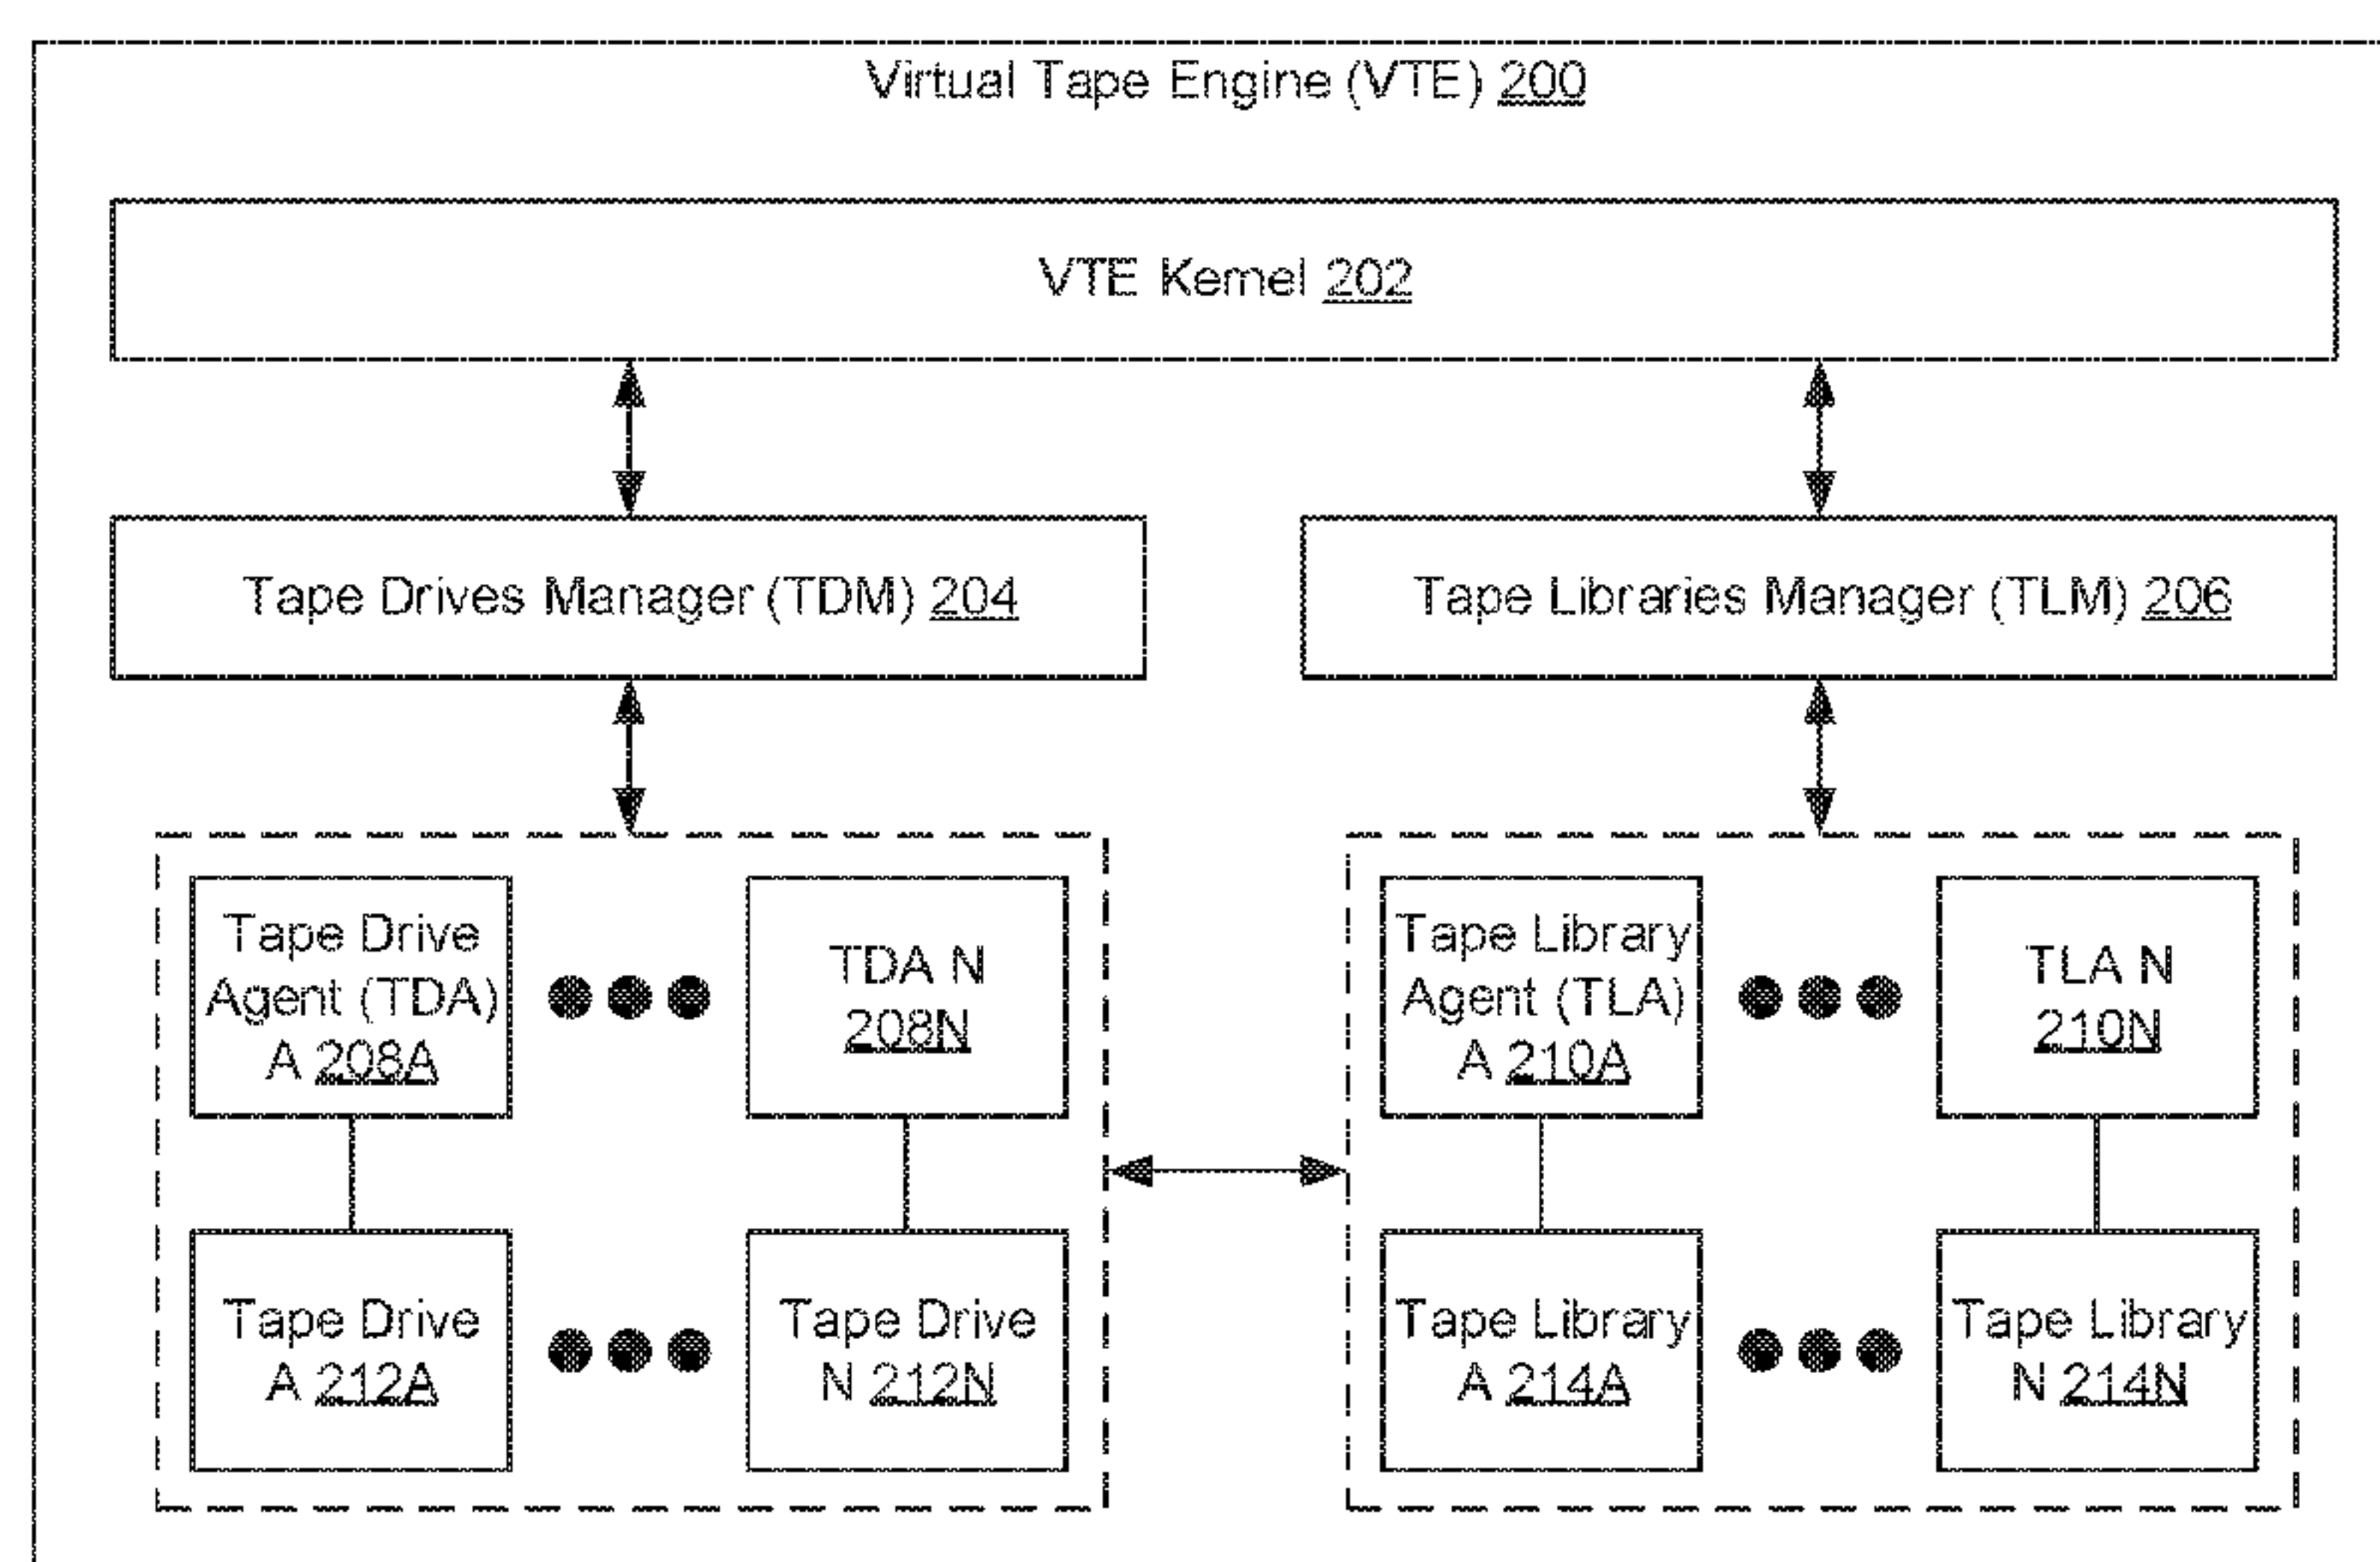 Virtual Tape Engine (VTE) 200
VTE Kernel 202
Tape Drives Manager (TDM) 204
Tape Libraries Manager (TLM) 206
Tape Drive
Agent (TDA)
A 208A
TDA N
208N
Tape Library
Agent (TLA)
A 210A
TLA N
210N
Tape Drive
A 212A
Tape Drive
N 212N
Tape Library
A 214A
Tape Library
N 214N